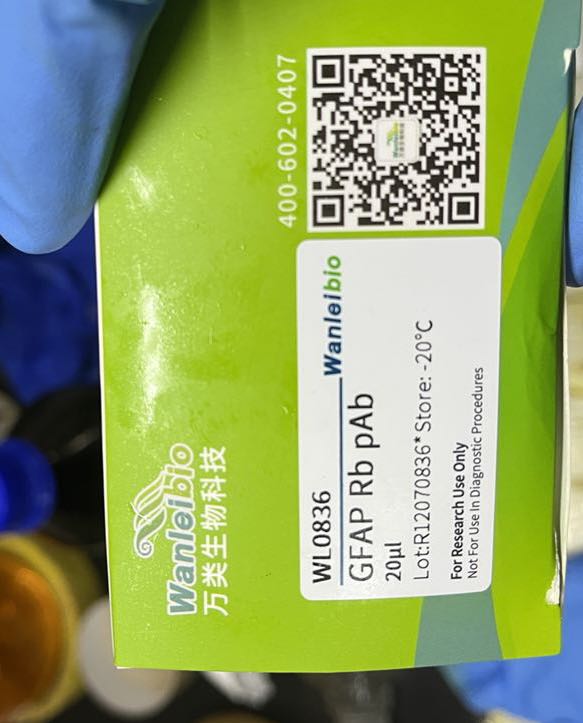 Wanleibio
万类生物科技
400-602-0407
Wanleibio
WL0836
Wanleibio
GFAP Rb pAb
20μl
Lot:R12070836* Store: -20°C
For Research Use Only
Not For Use In Diagnostic Procedures